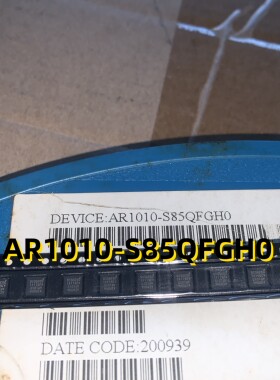 DEVICE:AR1010-S85QFGH0
AR1010-S85QFGH0
DATE CODE:200939